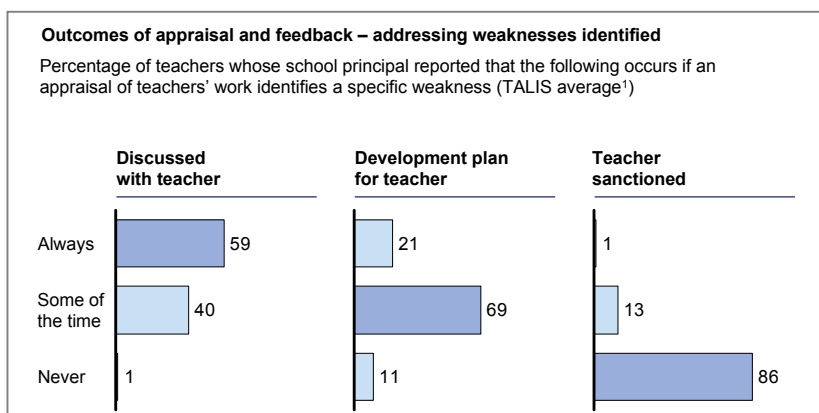 Outcomes of appraisal and feedback – addressing weaknesses identified
Percentage of teachers whose school principal reported that the following occurs if an
appraisal of teachers' work identifies a specific weakness (TALIS average¹)
Discussed
with teacher
Development plan
for teacher
Teacher
sanctioned
Always
59
21
1
Some of
the time
40
69
13
Never
1
11
86